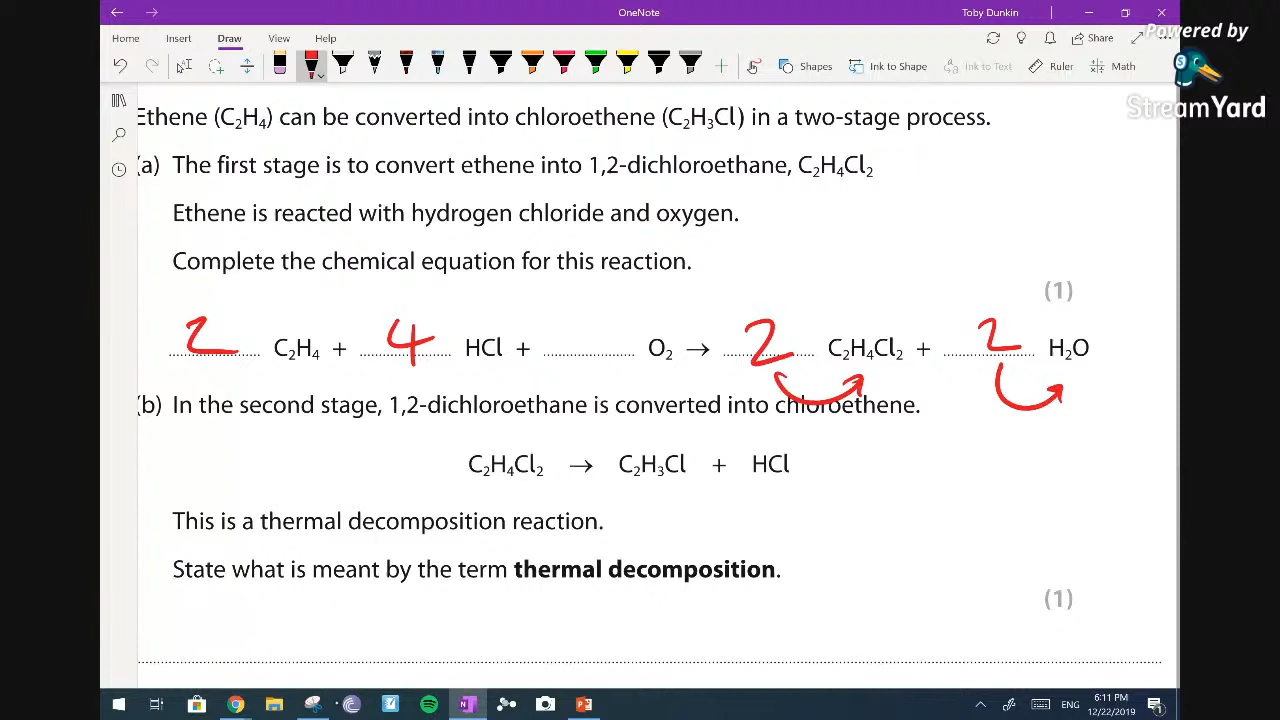 OneNote
Toby Dunkin
Powered by
StreamYard
Home Insert Draw View Help
Share
Shapes Ink to Shape Ink to Text Ruler Math
Ethene (C₂H₄) can be converted into chloroethene (C₂H₃Cl) in a two-stage process.
(a) The first stage is to convert ethene into 1,2-dichloroethane, C₂H₄Cl₂
Ethene is reacted with hydrogen chloride and oxygen.
Complete the chemical equation for this reaction.
(1)
2 C₂H₄ + 4 HCl + .................... O₂ → 2 C₂H₄Cl₂ + 2 H₂O
(b) In the second stage, 1,2-dichloroethane is converted into chloroethene.
C₂H₄Cl₂ → C₂H₃Cl + HCl
This is a thermal decomposition reaction.
State what is meant by the term thermal decomposition.
(1)
ENG
6:11 PM
12/22/2019